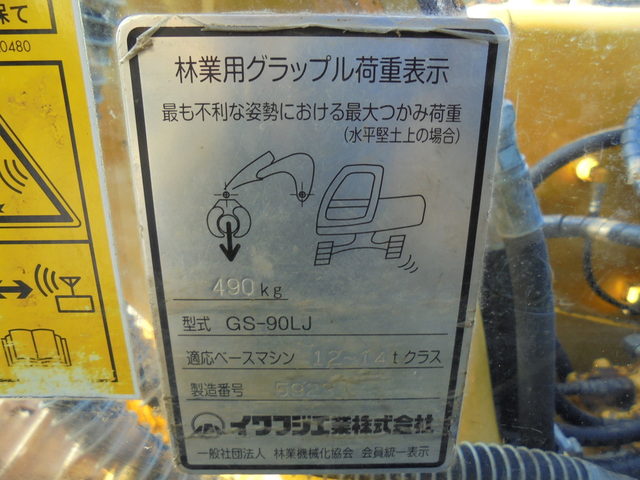 保て
0480
林業用グラップル荷重表示
最も不利な姿勢における最大つかみ荷重
(水平堅土上の場合)
490kg
型式 GS-90LJ
適応ベースマシン 12~14tクラス
製造番号
イワフジ工業株式会社
一般社団法人 林業機械化協会 会員統一表示